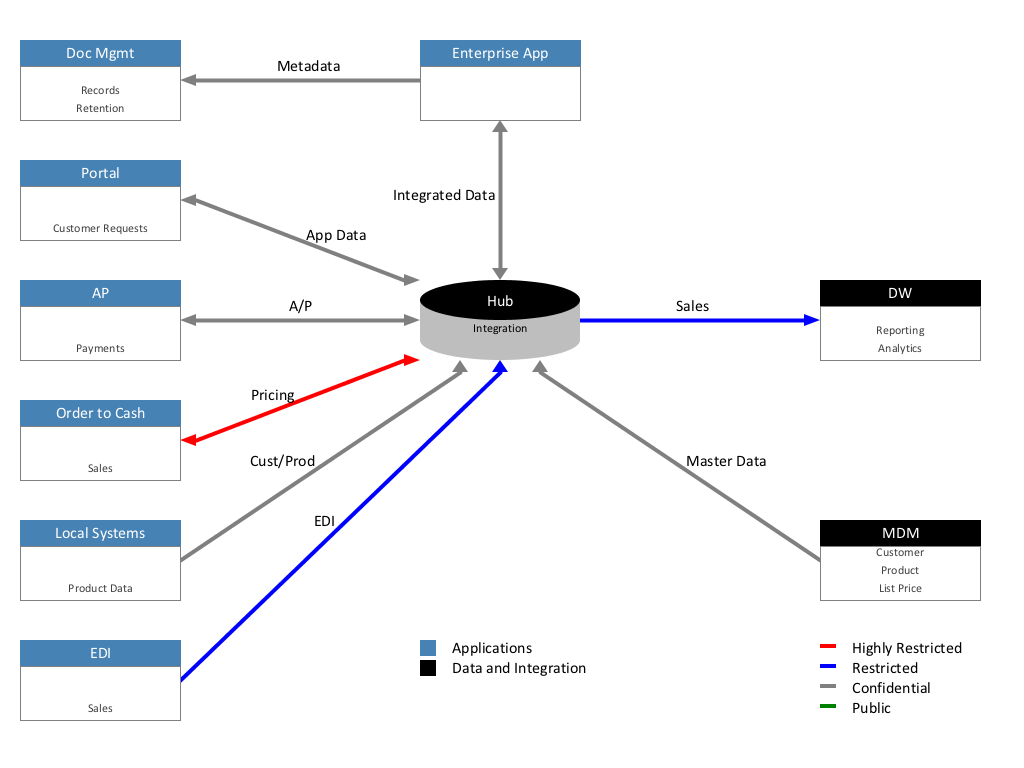 Doc Mgmt
Records
Retention
Metadata
Enterprise App
Portal
Customer Requests
Integrated Data
App Data
AP
Payments
A/P
Hub
Integration
Sales
DW
Reporting
Analytics
Pricing
Order to Cash
Sales
Cust/Prod
Master Data
Local Systems
Product Data
EDI
MDM
Customer
Product
List Price
EDI
Sales
Applications
Data and Integration
Highly Restricted
Restricted
Confidential
Public